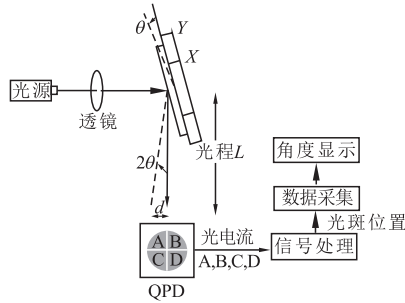 θ
Y
X
光源
透镜
光程L
2θ
d
角度显示
数据采集
光斑位置
信号处理
光电流
A,B,C,D
A B
C D
QPD